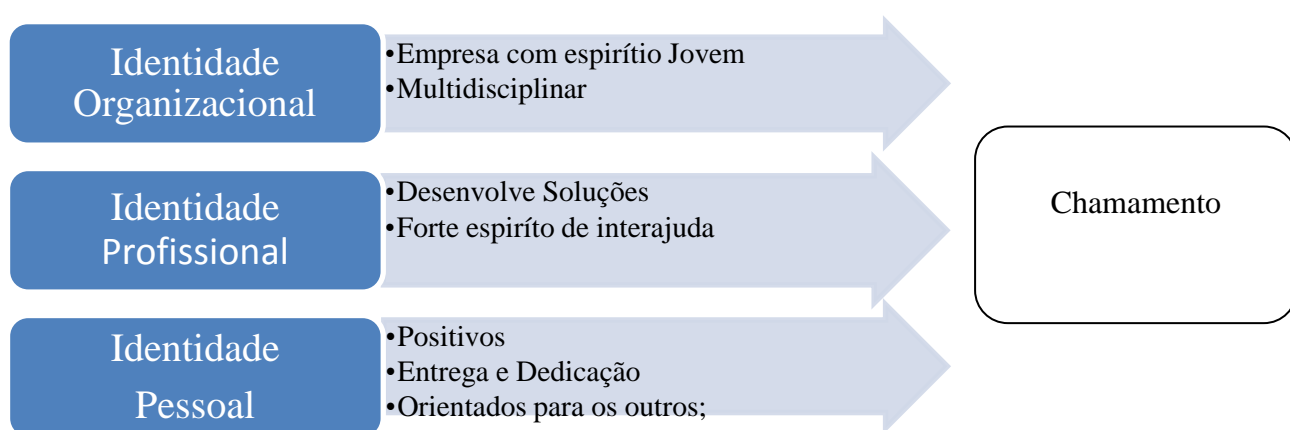 Identidade
Organizacional
•Empresa com espirítio Jovem
•Multidisciplinar
Identidade
Profissional
•Desenvolve Soluções
•Forte espiríto de interajuda
Identidade
Pessoal
•Positivos
•Entrega e Dedicação
•Orientados para os outros;
Chamamento